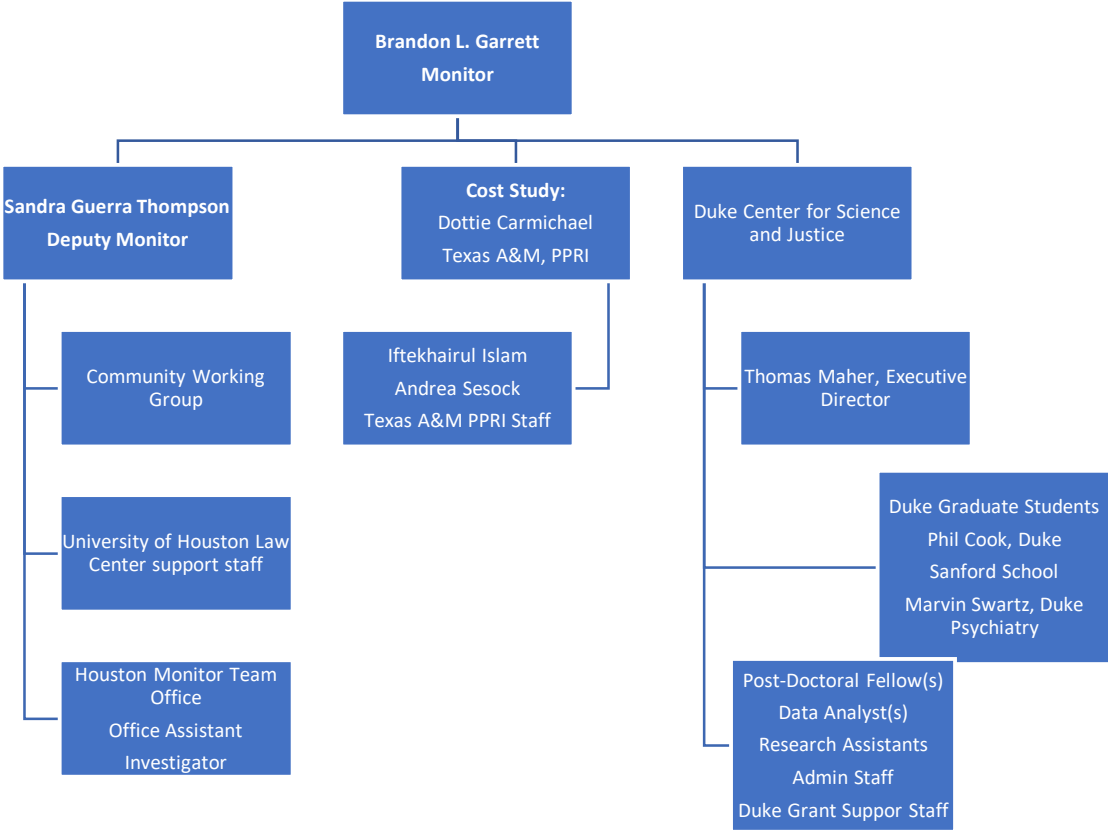 Brandon L. Garrett
Monitor
Sandra Guerra Thompson
Deputy Monitor
Cost Study:
Dottie Carmichael
Texas A&M, PPRI
Duke Center for Science
and Justice
Community Working
Group
Iftekhairul Islam
Andrea Sesock
Texas A&M PPRI Staff
Thomas Maher, Executive
Director
University of Houston Law
Center support staff
Duke Graduate Students
Phil Cook, Duke
Sanford School
Marvin Swartz, Duke
Psychiatry
Houston Monitor Team
Office
Office Assistant
Investigator
Post-Doctoral Fellow(s)
Data Analyst(s)
Research Assistants
Admin Staff
Duke Grant Suppor Staff